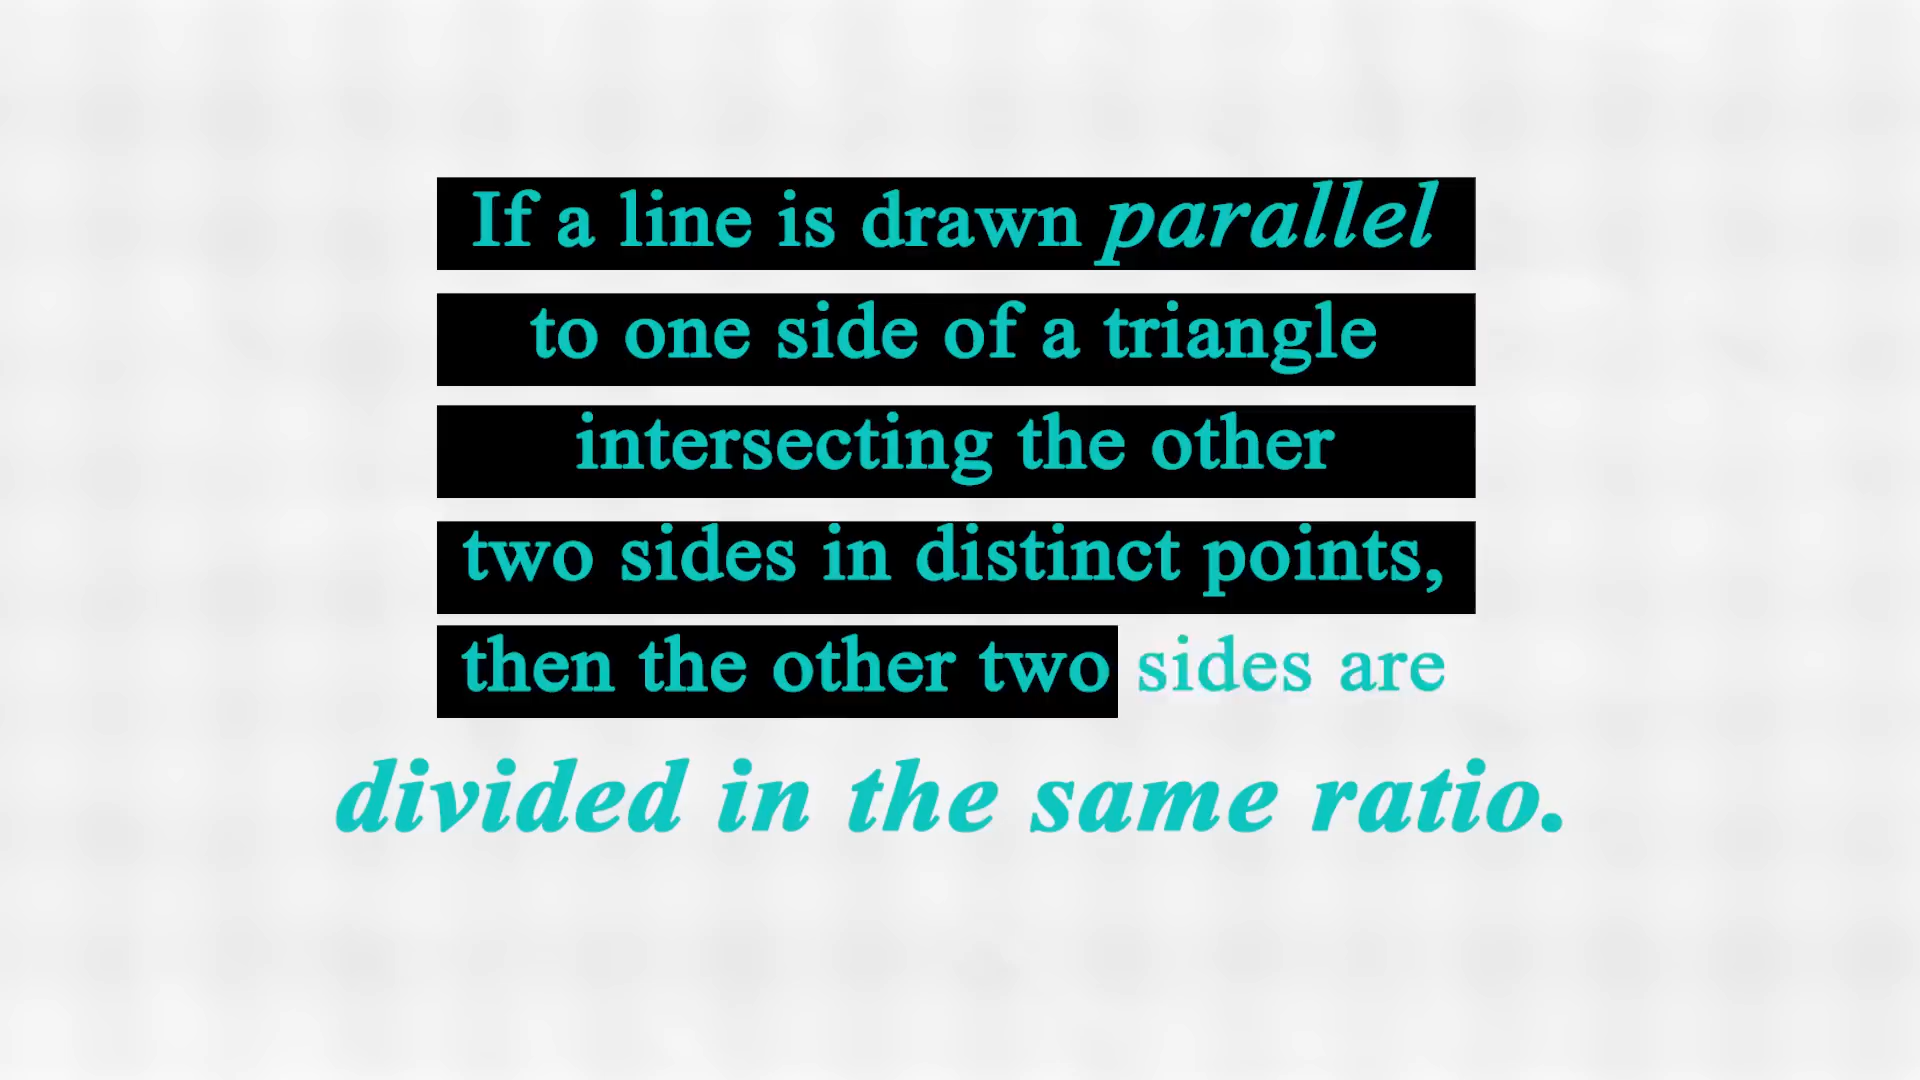 If a line is drawn parallel
to one side of a triangle
intersecting the other
two sides in distinct points,
then the other two sides are
divided in the same ratio.